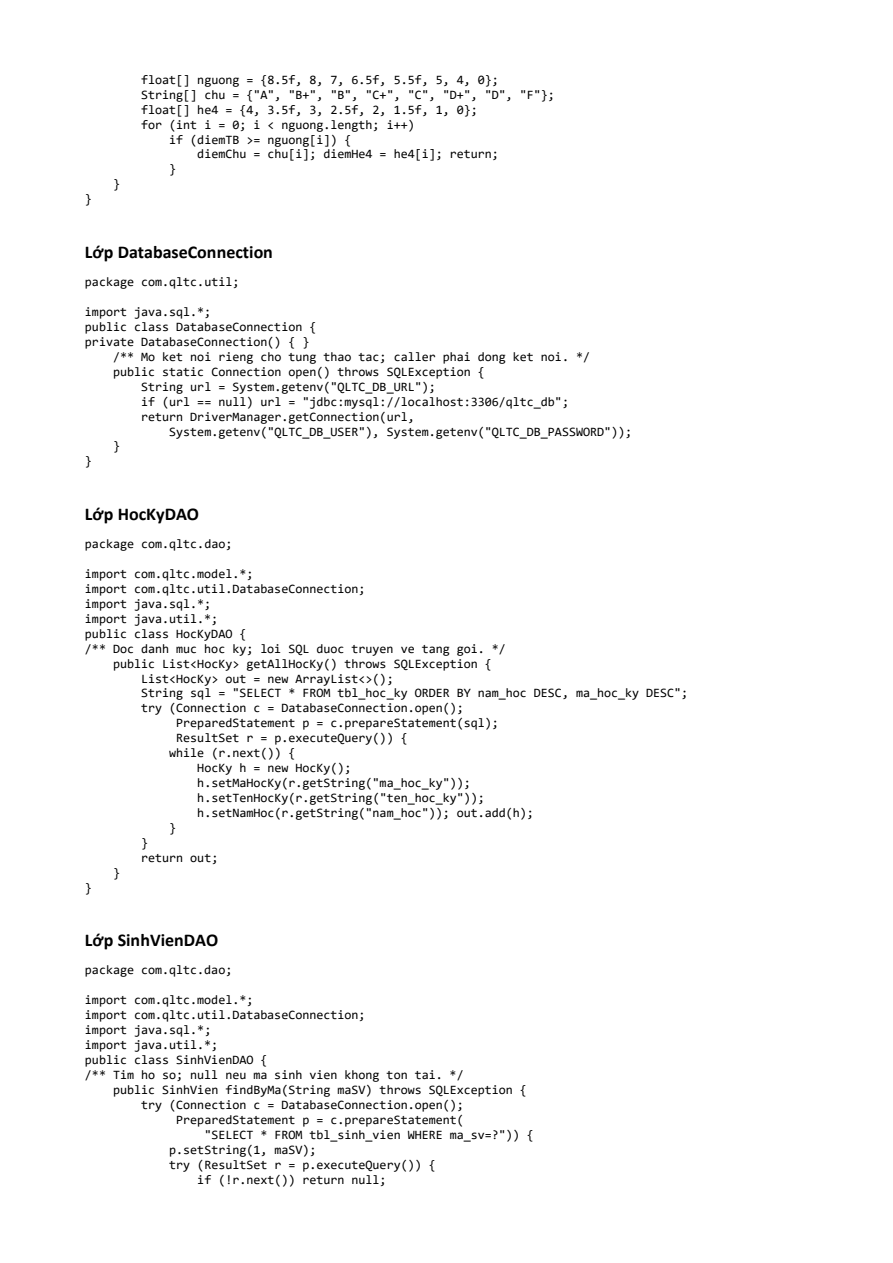 float[] nguong = {8.5f, 8, 7, 6.5f, 5.5f, 5, 4, 0};
        String[] chu = {"A", "B+", "B", "C+", "C", "D+", "D", "F"};
        float[] he4 = {4, 3.5f, 3, 2.5f, 2, 1.5f, 1, 0};
        for (int i = 0; i < nguong.length; i++)
            if (diemTB >= nguong[i]) {
                diemChu = chu[i]; diemHe4 = he4[i]; return;
            }
    }
}
Lớp DatabaseConnection
package com.qltc.util;
import java.sql.*;
public class DatabaseConnection {
private DatabaseConnection() { }
    /** Mo ket noi rieng cho tung thao tac; caller phai dong ket noi. */
    public static Connection open() throws SQLException {
        String url = System.getenv("QLTC_DB_URL");
        if (url == null) url = "jdbc:mysql://localhost:3306/qltc_db";
        return DriverManager.getConnection(url,
            System.getenv("QLTC_DB_USER"), System.getenv("QLTC_DB_PASSWORD"));
    }
}
Lớp HocKyDAO
package com.qltc.dao;
import com.qltc.model.*;
import com.qltc.util.DatabaseConnection;
import java.sql.*;
import java.util.*;
public class HocKyDAO {
/** Doc danh muc hoc ky; loi SQL duoc truyen ve tang goi. */
    public List<HocKy> getAllHocKy() throws SQLException {
        List<HocKy> out = new ArrayList<>();
        String sql = "SELECT * FROM tbl_hoc_ky ORDER BY nam_hoc DESC, ma_hoc_ky DESC";
        try (Connection c = DatabaseConnection.open();
             PreparedStatement p = c.prepareStatement(sql);
             ResultSet r = p.executeQuery()) {
            while (r.next()) {
                HocKy h = new HocKy();
                h.setMaHocKy(r.getString("ma_hoc_ky"));
                h.setTenHocKy(r.getString("ten_hoc_ky"));
                h.setNamHoc(r.getString("nam_hoc")); out.add(h);
            }
        }
        return out;
    }
}
Lớp SinhVienDAO
package com.qltc.dao;
import com.qltc.model.*;
import com.qltc.util.DatabaseConnection;
import java.sql.*;
import java.util.*;
public class SinhVienDAO {
/** Tim ho so; null neu ma sinh vien khong ton tai. */
    public SinhVien findByMa(String maSV) throws SQLException {
        try (Connection c = DatabaseConnection.open();
             PreparedStatement p = c.prepareStatement(
                 "SELECT * FROM tbl_sinh_vien WHERE ma_sv=?")) {
            p.setString(1, maSV);
            try (ResultSet r = p.executeQuery()) {
                if (!r.next()) return null;